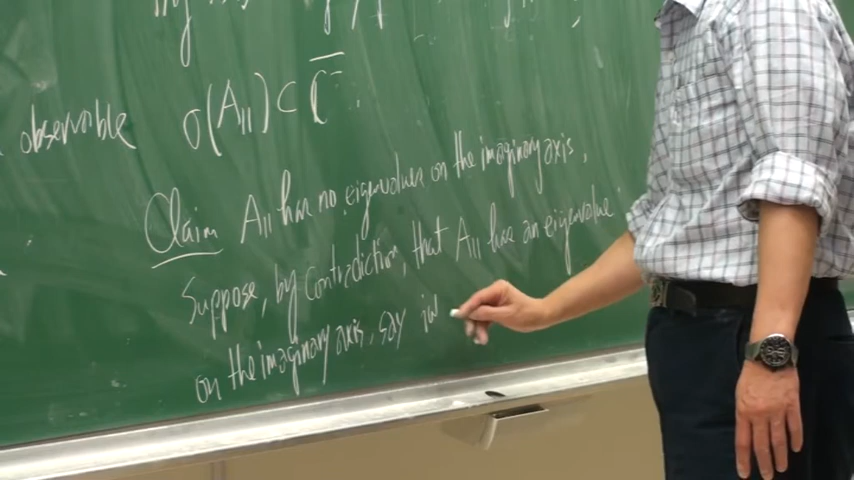 observable σ(A₁₁) ⊂ C̅⁻.
Claim A₁₁ has no eigenvalues on the imaginary axis.
Suppose, by contradiction, that A₁₁ has an eigenvalue
on the imaginary axis, say iω